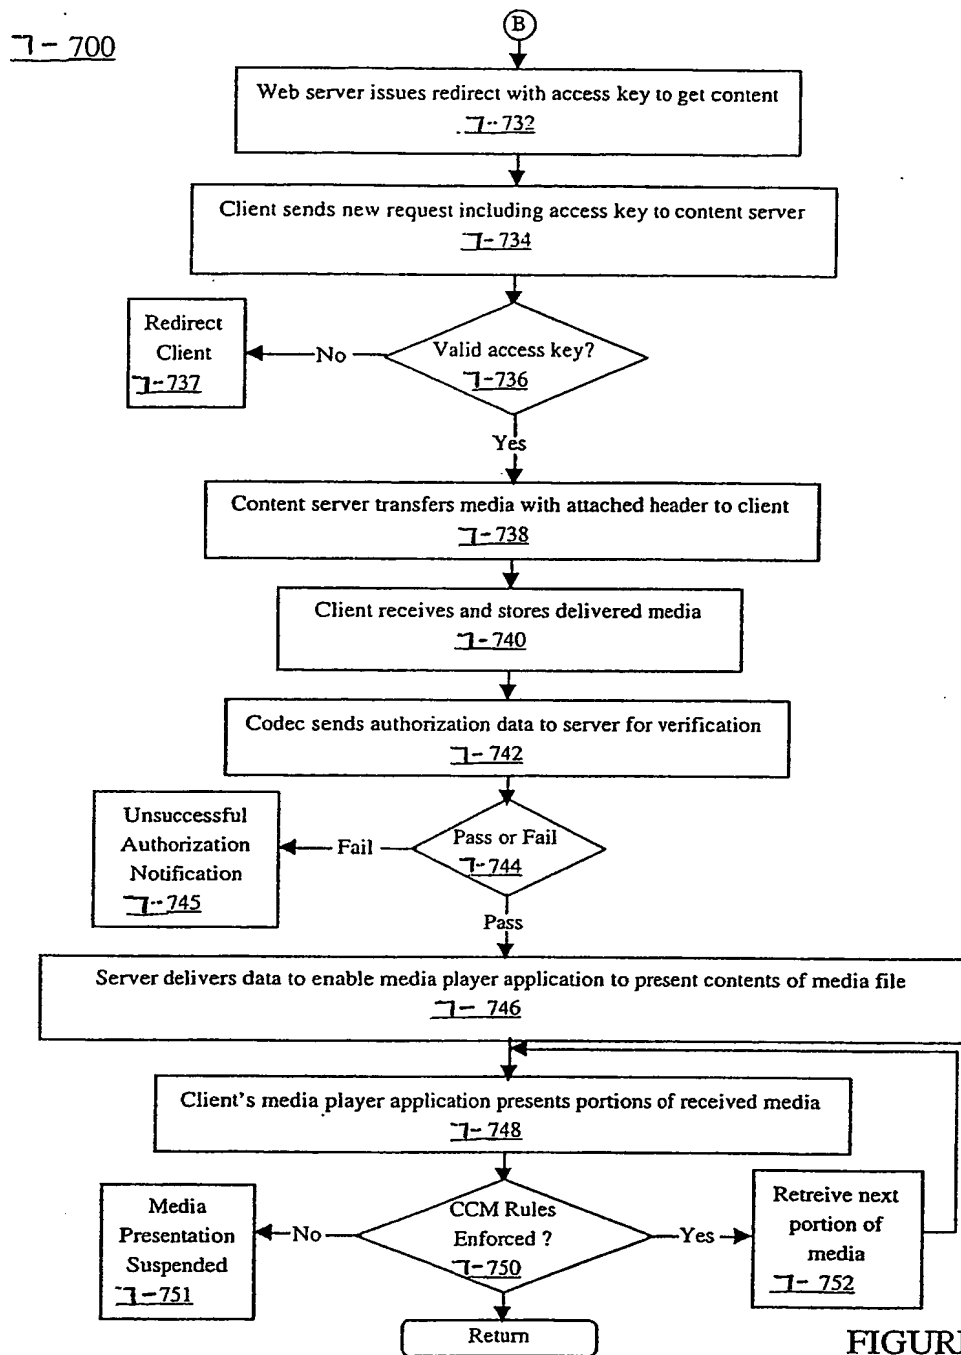 B
7-700
Web server issues redirect with access key to get content
7-732
Client sends new request including access key to content server
7-734
Valid access key?
7-736
No
Redirect
Client
7-737
Yes
Content server transfers media with attached header to client
7-738
Client receives and stores delivered media
7-740
Codec sends authorization data to server for verification
7-742
Pass or Fail
7-744
Fail
Unsuccessful
Authorization
Notification
7-745
Pass
Server delivers data to enable media player application to present contents of media file
7-746
Client's media player application presents portions of received media
7-748
CCM Rules
Enforced ?
7-750
No
Media
Presentation
Suspended
7-751
Yes
Retreive next
portion of
media
7-752
Return
FIGURE